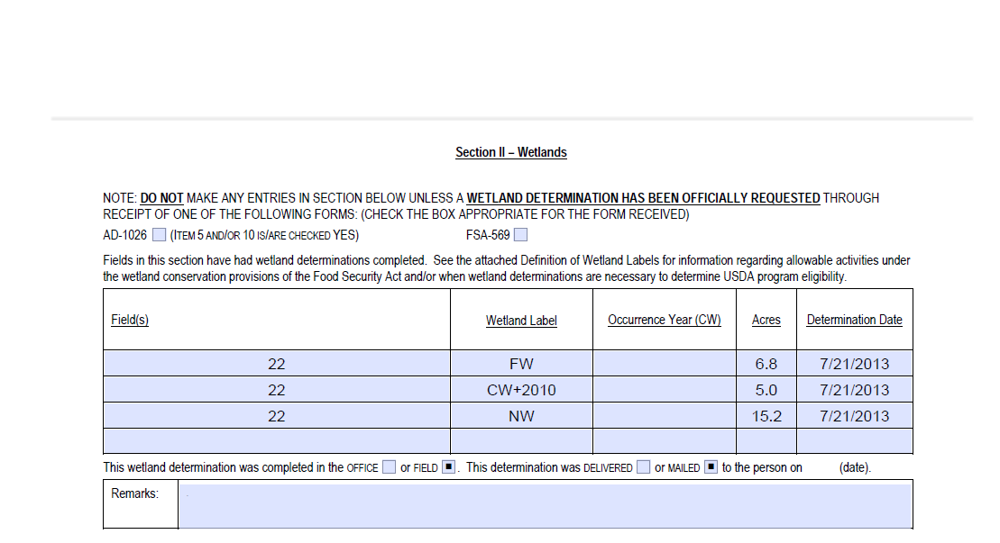 Section II – Wetlands
NOTE: DO NOT MAKE ANY ENTRIES IN SECTION BELOW UNLESS A WETLAND DETERMINATION HAS BEEN OFFICIALLY REQUESTED THROUGH
RECEIPT OF ONE OF THE FOLLOWING FORMS: (CHECK THE BOX APPROPRIATE FOR THE FORM RECEIVED)
AD-1026 (ITEM 5 AND/OR 10 IS/ARE CHECKED YES) FSA-569
Fields in this section have had wetland determinations completed. See the attached Definition of Wetland Labels for information regarding allowable activities under
the wetland conservation provisions of the Food Security Act and/or when wetland determinations are necessary to determine USDA program eligibility.
Field(s) Wetland Label Occurrence Year (CW) Acres Determination Date
22 FW 6.8 7/21/2013
22 CW+2010 5.0 7/21/2013
22 NW 15.2 7/21/2013
This wetland determination was completed in the OFFICE or FIELD . This determination was DELIVERED or MAILED to the person on (date).
Remarks: